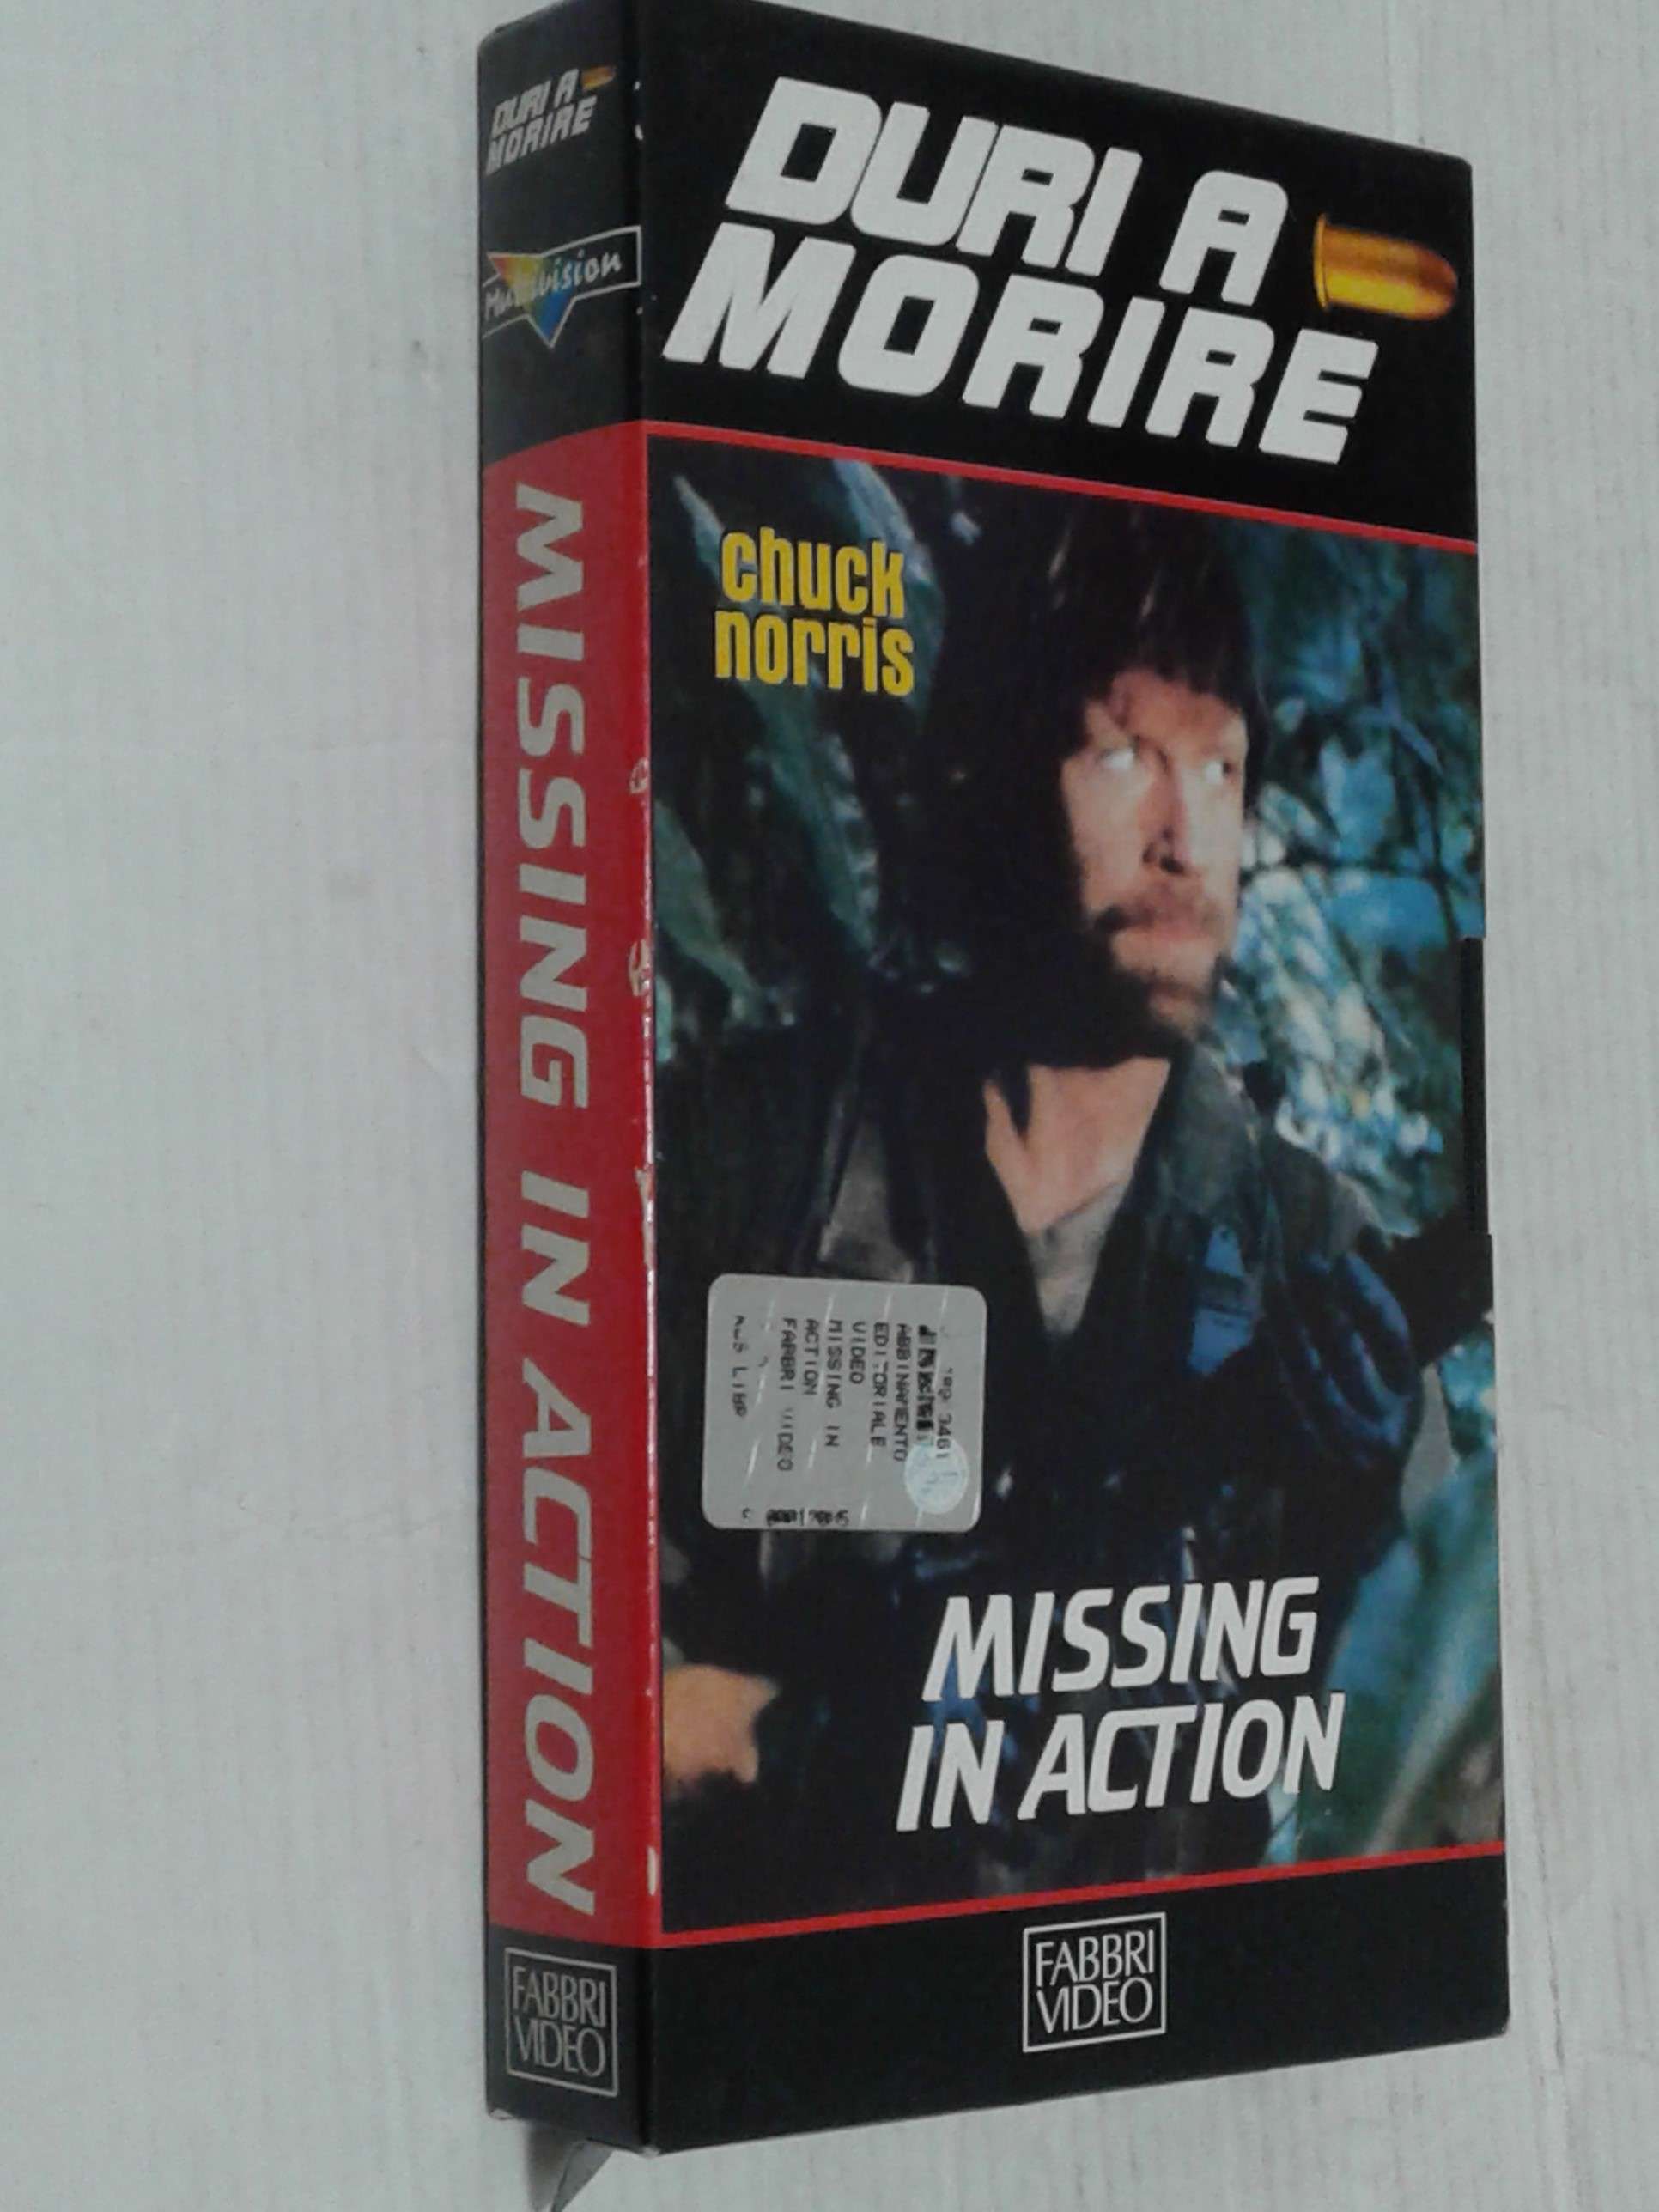 DURI A
MORIRE
Multivision
MISSING IN ACTION
FABBRI
VIDEO
DURI A
MORIRE
chuck
norris
3461
ABBINAMENTO
EDITORIALE
VIDEO
MISSING IN
ACTION
FABBRI VIDEO
MISSING
IN ACTION
FABBRI
VIDEO